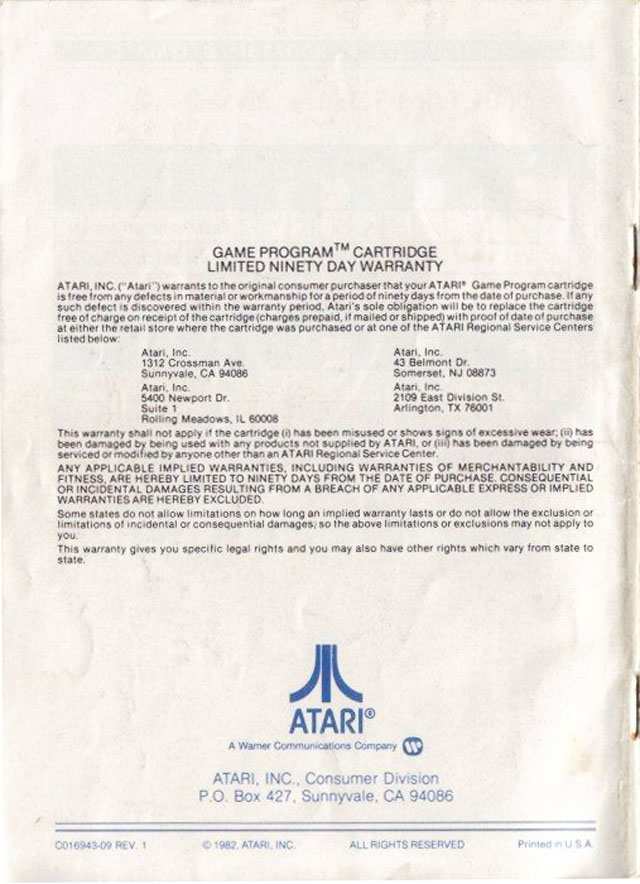 GAME PROGRAM™ CARTRIDGE
LIMITED NINETY DAY WARRANTY
ATARI, INC. ("Atari") warrants to the original consumer purchaser that your ATARI® Game Program cartridge
is free from any defects in material or workmanship for a period of ninety days from the date of purchase. If any
such defect is discovered within the warranty period, Atari's sole obligation will be to replace the cartridge
free of charge on receipt of the cartridge (charges prepaid, if mailed or shipped) with proof of date of purchase
at either the retail store where the cartridge was purchased or at one of the ATARI Regional Service Centers
listed below:
Atari, Inc.
1312 Crossman Ave.
Sunnyvale, CA 94086
Atari, Inc.
43 Belmont Dr.
Somerset, NJ 08873
Atari, Inc.
5400 Newport Dr.
Suite 1
Rolling Meadows, IL 60008
Atari, Inc.
2109 East Division St.
Arlington, TX 76001
This warranty shall not apply if the cartridge (i) has been misused or shows signs of excessive wear; (ii) has
been damaged by being used with any products not supplied by ATARI, or (iii) has been damaged by being
serviced or modified by anyone other than an ATARI Regional Service Center.
ANY APPLICABLE IMPLIED WARRANTIES, INCLUDING WARRANTIES OF MERCHANTABILITY AND
FITNESS, ARE HEREBY LIMITED TO NINETY DAYS FROM THE DATE OF PURCHASE. CONSEQUENTIAL
OR INCIDENTAL DAMAGES RESULTING FROM A BREACH OF ANY APPLICABLE EXPRESS OR IMPLIED
WARRANTIES ARE HEREBY EXCLUDED.
Some states do not allow limitations on how long an implied warranty lasts or do not allow the exclusion or
limitations of incidental or consequential damages, so the above limitations or exclusions may not apply to
you.
This warranty gives you specific legal rights and you may also have other rights which vary from state to
state.
ATARI®
A Warner Communications Company
ATARI, INC., Consumer Division
P.O. Box 427, Sunnyvale, CA 94086
C016943-09 REV. 1 © 1982, ATARI, INC. ALL RIGHTS RESERVED Printed in U.S.A.